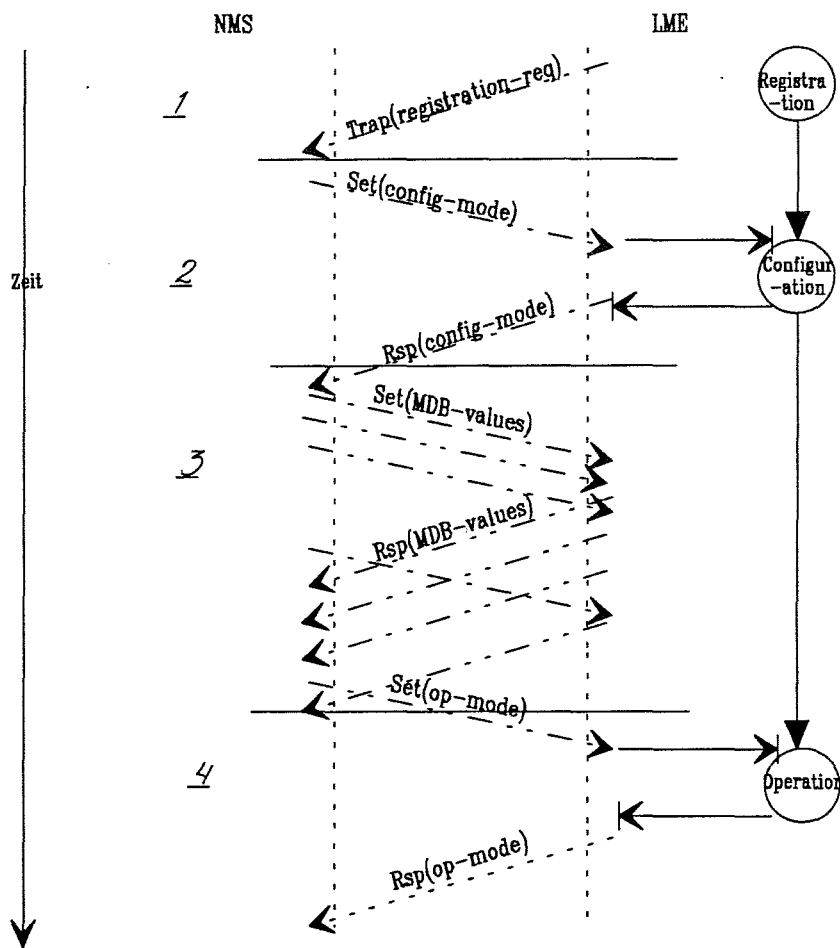 NMS
LME
Registra
-tion
1
Trap(registration-req)
Set(config-mode)
Zeit
2
Configur
-ation
Rsp(config-mode)
Set(MDB-values)
3
Rsp(MDB-values)
Set(op-mode)
4
Operation
Rsp(op-mode)